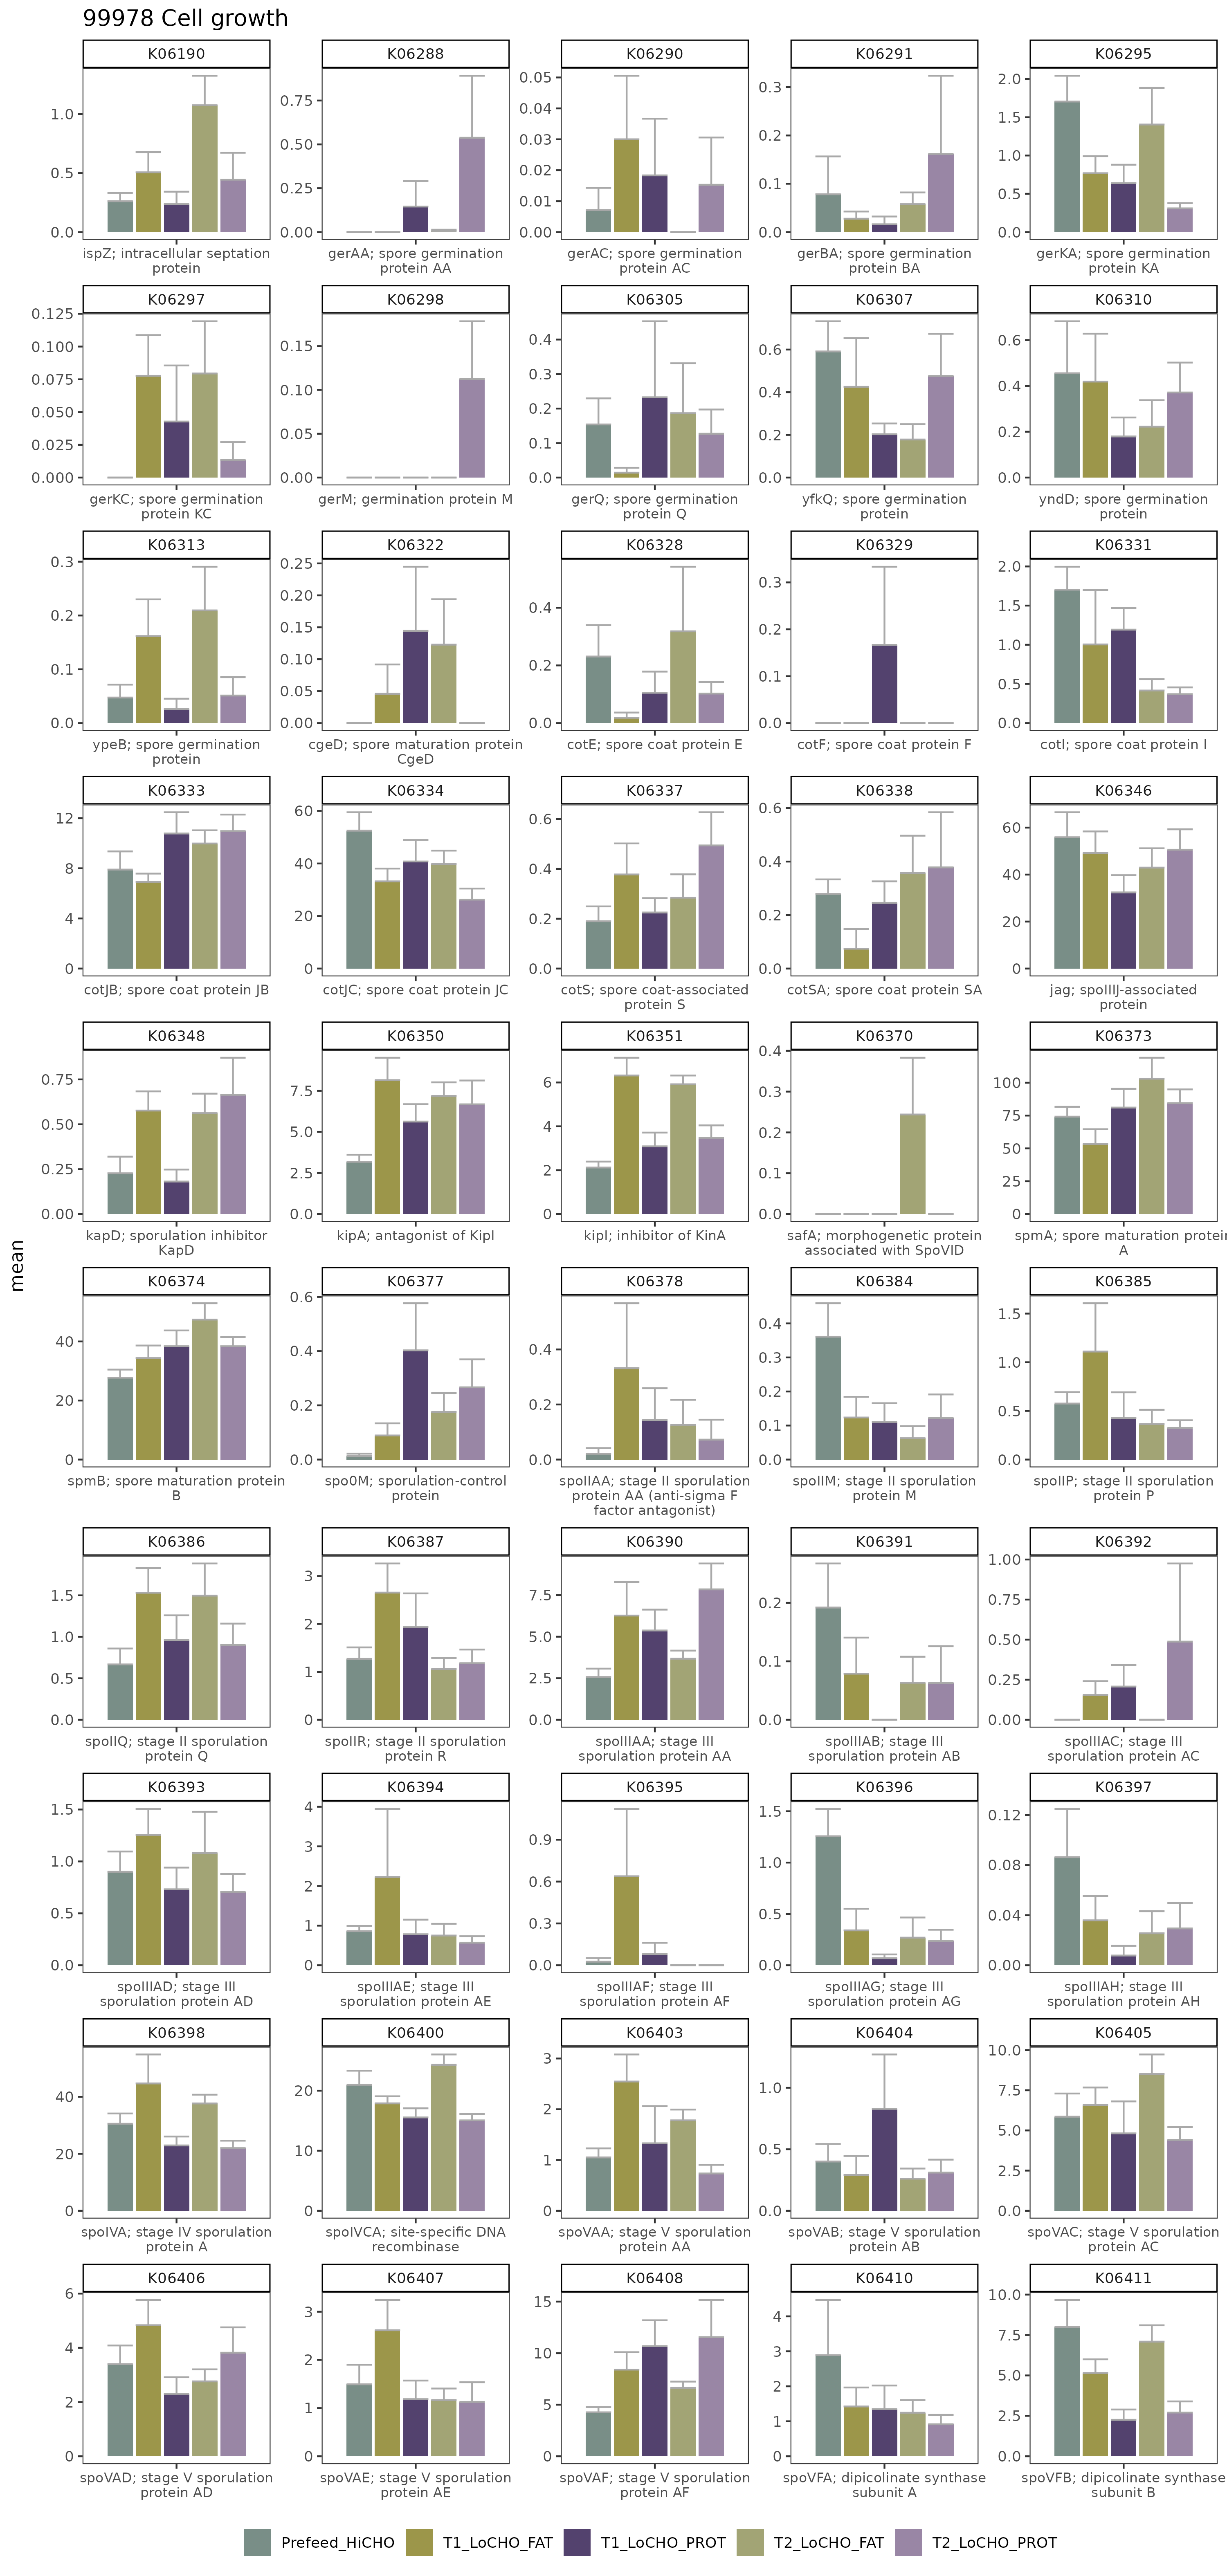 99978 Cell growth
K06190 K06288 K06290 K06291 K06295
1.0 0.5 0.0 0.75 0.50 0.25 0.00 0.05 0.04 0.03 0.02 0.01 0.00 0.3 0.2 0.1 0.0 2.0 1.5 1.0 0.5 0.0
ispZ; intracellular septation gerAA; spore germination gerAC; spore germination gerBA; spore germination gerKA; spore germination
protein protein AA protein AC protein BA protein KA
K06297 K06298 K06305 K06307 K06310
0.125 0.100 0.075 0.050 0.025 0.000 0.15 0.10 0.05 0.00 0.4 0.3 0.2 0.1 0.0 0.6 0.4 0.2 0.0 0.6 0.4 0.2 0.0
gerKC; spore germination gerM; germination protein M gerQ; spore germination yfkQ; spore germination yndD; spore germination
protein KC protein Q protein protein
K06313 K06322 K06328 K06329 K06331
0.3 0.2 0.1 0.0 0.25 0.20 0.15 0.10 0.05 0.00 0.4 0.2 0.0 0.3 0.2 0.1 0.0 2.0 1.5 1.0 0.5 0.0
ypeB; spore germination cgeD; spore maturation protein cotE; spore coat protein E cotF; spore coat protein F cotI; spore coat protein I
protein CgeD
K06333 K06334 K06337 K06338 K06346
12 8 4 0 60 40 20 0 0.6 0.4 0.2 0.0 0.6 0.4 0.2 0.0 60 40 20 0
cotJB; spore coat protein JB cotJC; spore coat protein JC cotS; spore coat-associated cotSA; spore coat protein SA jag; spoIIIJ-associated
protein S protein
K06348 K06350 K06351 K06370 K06373
0.75 0.50 0.25 0.00 7.5 5.0 2.5 0.0 6 4 2 0 0.4 0.3 0.2 0.1 0.0 100 75 50 25 0
kapD; sporulation inhibitor kipA; antagonist of KipI kipI; inhibitor of KinA safA; morphogenetic protein spmA; spore maturation protein
KapD associated with SpoVID A
mean
K06374 K06377 K06378 K06384 K06385
40 20 0 0.6 0.4 0.2 0.0 0.4 0.2 0.0 0.4 0.3 0.2 0.1 0.0 1.5 1.0 0.5 0.0
spmB; spore maturation protein spo0M; sporulation-control spoIIAA; stage II sporulation spoIIM; stage II sporulation spoIIP; stage II sporulation
B protein protein AA (anti-sigma F protein M protein P
factor antagonist)
K06386 K06387 K06390 K06391 K06392
1.5 1.0 0.5 0.0 3 2 1 0 7.5 5.0 2.5 0.0 0.2 0.1 0.0 1.00 0.75 0.50 0.25 0.00
spoIIQ; stage II sporulation spoIIR; stage II sporulation spoIIIAA; stage III spoIIIAB; stage III spoIIIAC; stage III
protein Q protein R sporulation protein AA sporulation protein AB sporulation protein AC
K06393 K06394 K06395 K06396 K06397
1.5 1.0 0.5 0.0 4 3 2 1 0 0.9 0.6 0.3 0.0 1.5 1.0 0.5 0.0 0.12 0.08 0.04 0.00
spoIIIAD; stage III spoIIIAE; stage III spoIIIAF; stage III spoIIIAG; stage III spoIIIAH; stage III
sporulation protein AD sporulation protein AE sporulation protein AF sporulation protein AG sporulation protein AH
K06398 K06400 K06403 K06404 K06405
40 20 0 20 10 0 3 2 1 0 1.0 0.5 0.0 10.0 7.5 5.0 2.5 0.0
spoIVA; stage IV sporulation spoIVCA; site-specific DNA spoVAA; stage V sporulation spoVAB; stage V sporulation spoVAC; stage V sporulation
protein A recombinase protein AA protein AB protein AC
K06406 K06407 K06408 K06410 K06411
6 4 2 0 3 2 1 0 15 10 5 0 4 3 2 1 0 10.0 7.5 5.0 2.5 0.0
spoVAD; stage V sporulation spoVAE; stage V sporulation spoVAF; stage V sporulation spoVFA; dipicolinate synthase spoVFB; dipicolinate synthase
protein AD protein AE protein AF subunit A subunit B
Prefeed_HiCHO T1_LoCHO_FAT T1_LoCHO_PROT T2_LoCHO_FAT T2_LoCHO_PROT